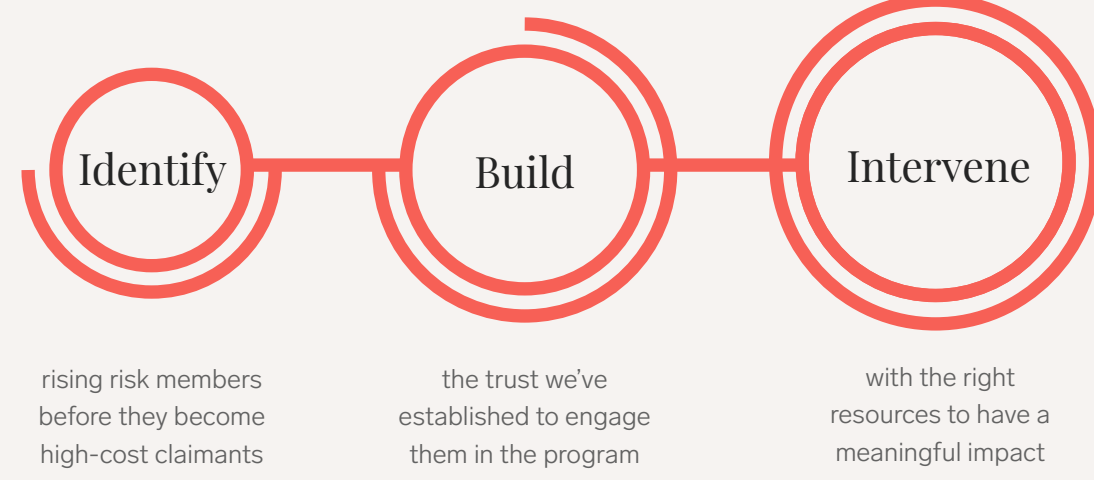 Identify
Build
Intervene
rising risk members
before they become
high-cost claimants
the trust we’ve
established to engage
them in the program
with the right
resources to have a
meaningful impact